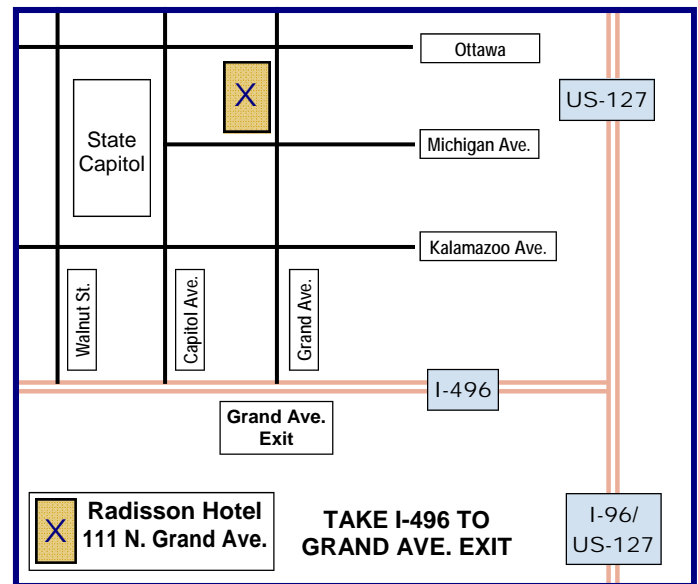 Ottawa
X
US-127
State
Capitol
Michigan Ave.
Kalamazoo Ave.
Walnut St.
Capitol Ave.
Grand Ave.
I-496
Grand Ave.
Exit
X
Radisson Hotel
111 N. Grand Ave.
TAKE I-496 TO
GRAND AVE. EXIT
I-96/
US-127